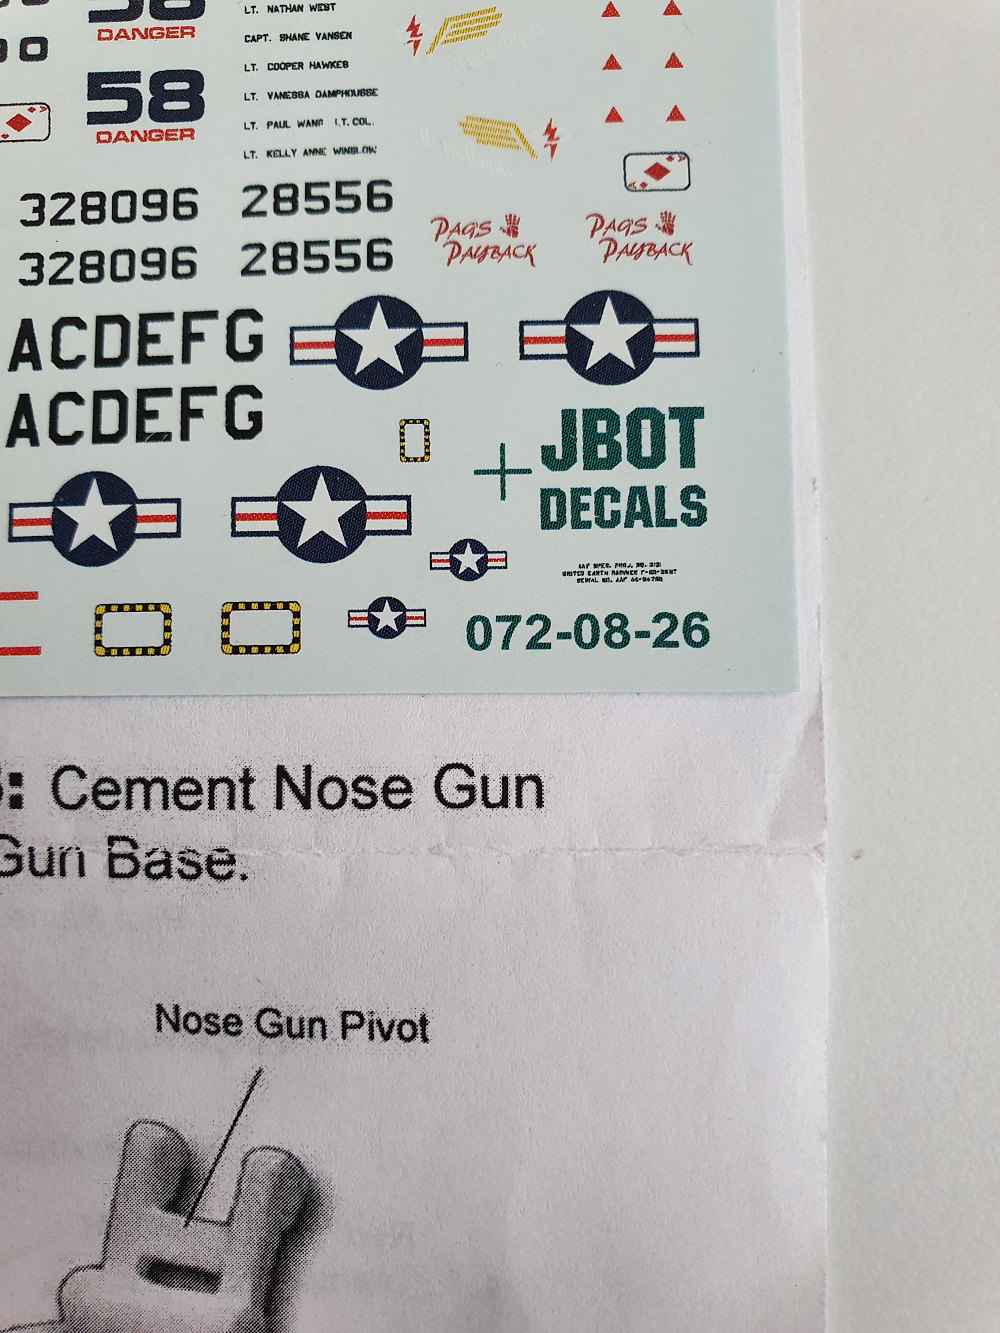 58
DANGER
58
DANGER
LT. NATHAN WEST
CAPT. SHANE VANSEN
LT. COOPER HAWKES
LT. VANESSA DAMPHOUSSE
LT. PAUL WANG LT. COL.
LT. KELLY ANNE WINSLOW
328096 28556
328096 28556
PAGS PAYBACK
PAGS PAYBACK
ACDEFG
ACDEFG
JBOT
DECALS
072-08-26
: Cement Nose Gun
Gun Base.
Nose Gun Pivot